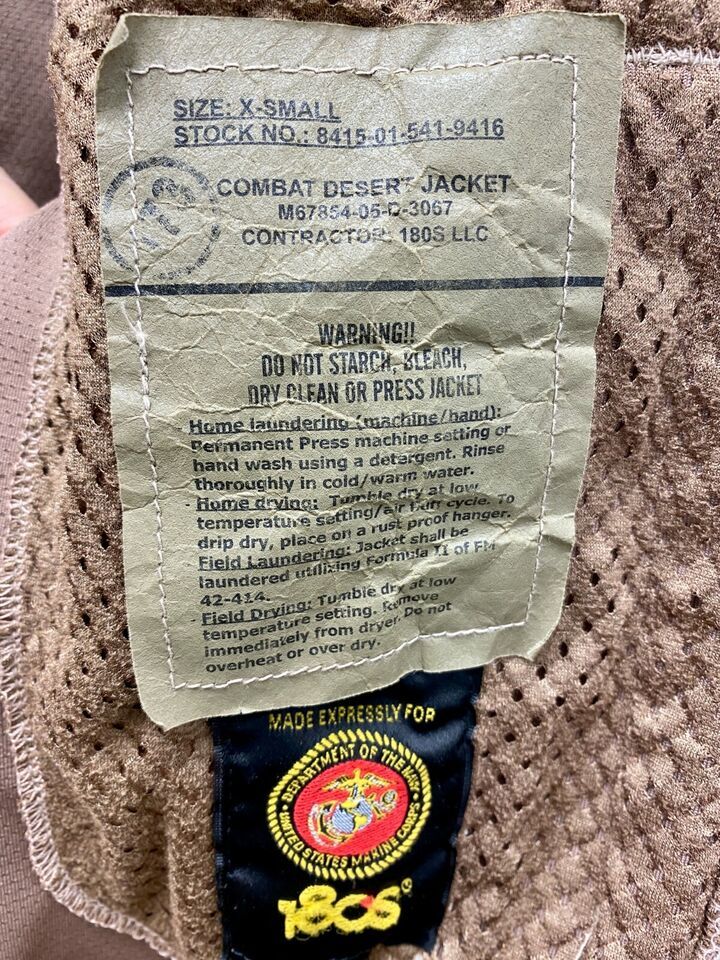 SIZE: X-SMALL
STOCK NO.: 8415-01-541-9416
COMBAT DESERT JACKET
M67854-05-D-3067
CONTRACTOR: 180S LLC
WARNING!!
DO NOT STARCH, BLEACH,
DRY CLEAN OR PRESS JACKET
Home laundering (machine/hand):
Permanent Press machine setting or
hand wash using a detergent. Rinse
thoroughly in cold/warm water.
- Home drying: Tumble dry at low
temperature setting/air fluff cycle. To
drip dry, place on a rust proof hanger.
Field Laundering: Jacket shall be
laundered utilizing Formula II of FM
42-414.
- Field Drying: Tumble dry at low
temperature setting. Remove
immediately from dryer. Do not
overheat or over dry.
MADE EXPRESSLY FOR
DEPARTMENT OF THE NAVY
UNITED STATES MARINE CORPS
180s®